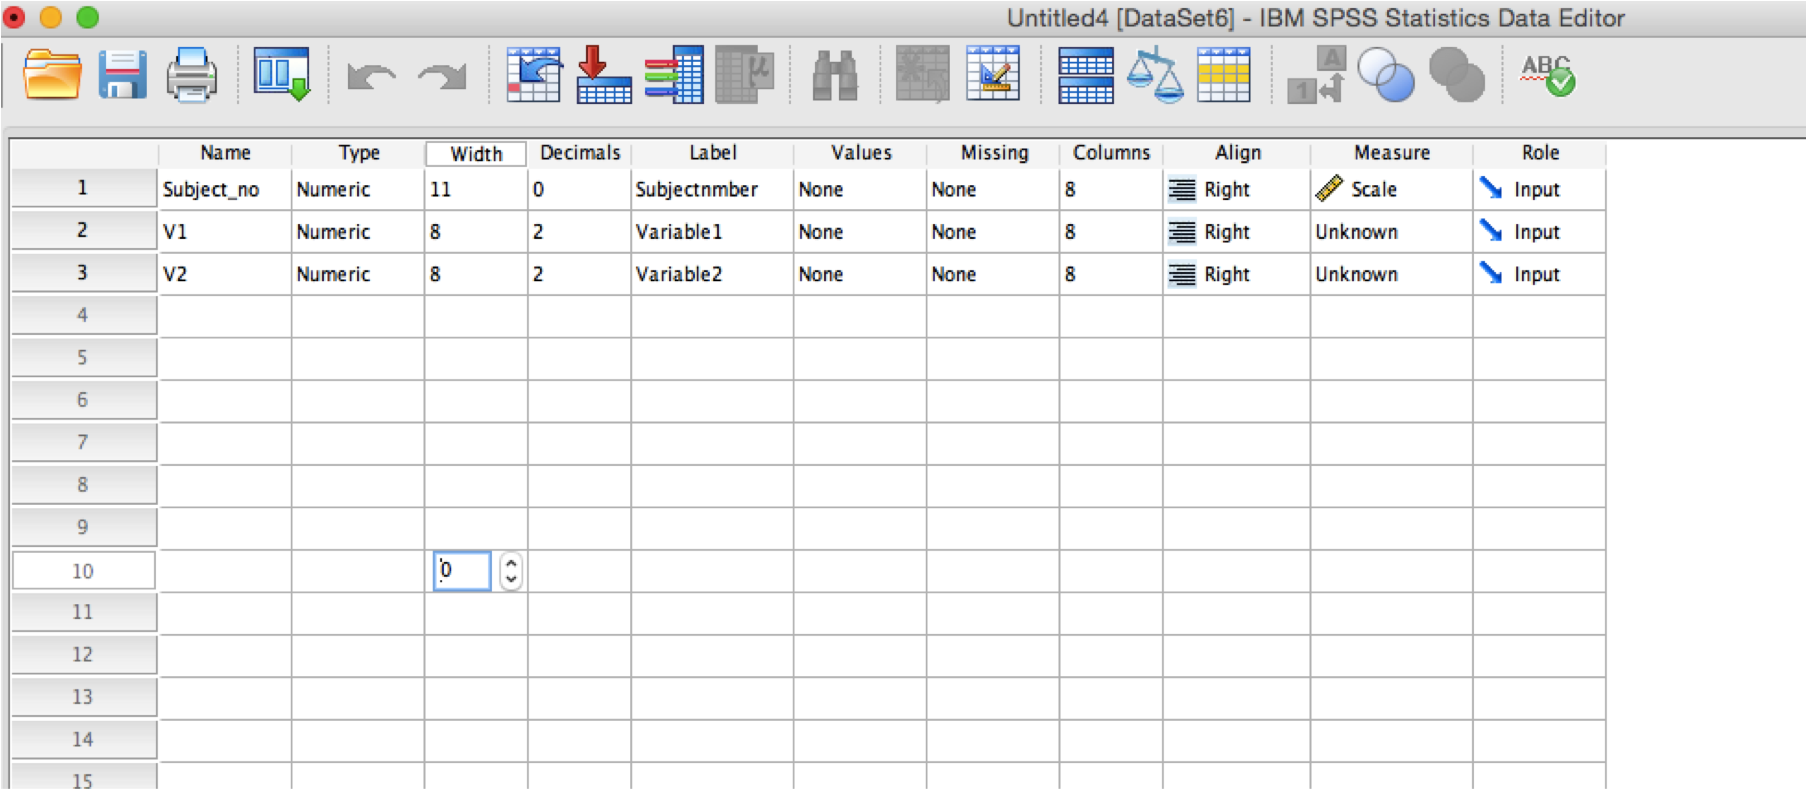 Untitled4 [DataSet6] - IBM SPSS Statistics Data Editor
µ A 1 ABC
Name Type Width Decimals Label Values Missing Columns Align Measure Role
1 Subject_no Numeric 11 0 Subjectnmber None None 8 Right Scale Input
2 V1 Numeric 8 2 Variable1 None None 8 Right Unknown Input
3 V2 Numeric 8 2 Variable2 None None 8 Right Unknown Input
4
5
6
7
8
9
10 0
11
12
13
14
15